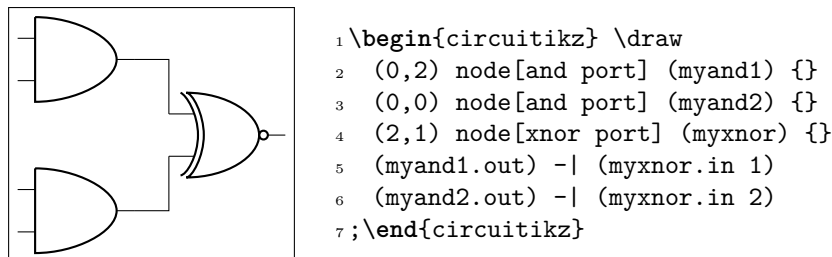 1 \begin{circuitikz} \draw
2 (0,2) node[and port] (myand1) {}
3 (0,0) node[and port] (myand2) {}
4 (2,1) node[xnor port] (myxnor) {}
5 (myand1.out) -| (myxnor.in 1)
6 (myand2.out) -| (myxnor.in 2)
7 ;\end{circuitikz}